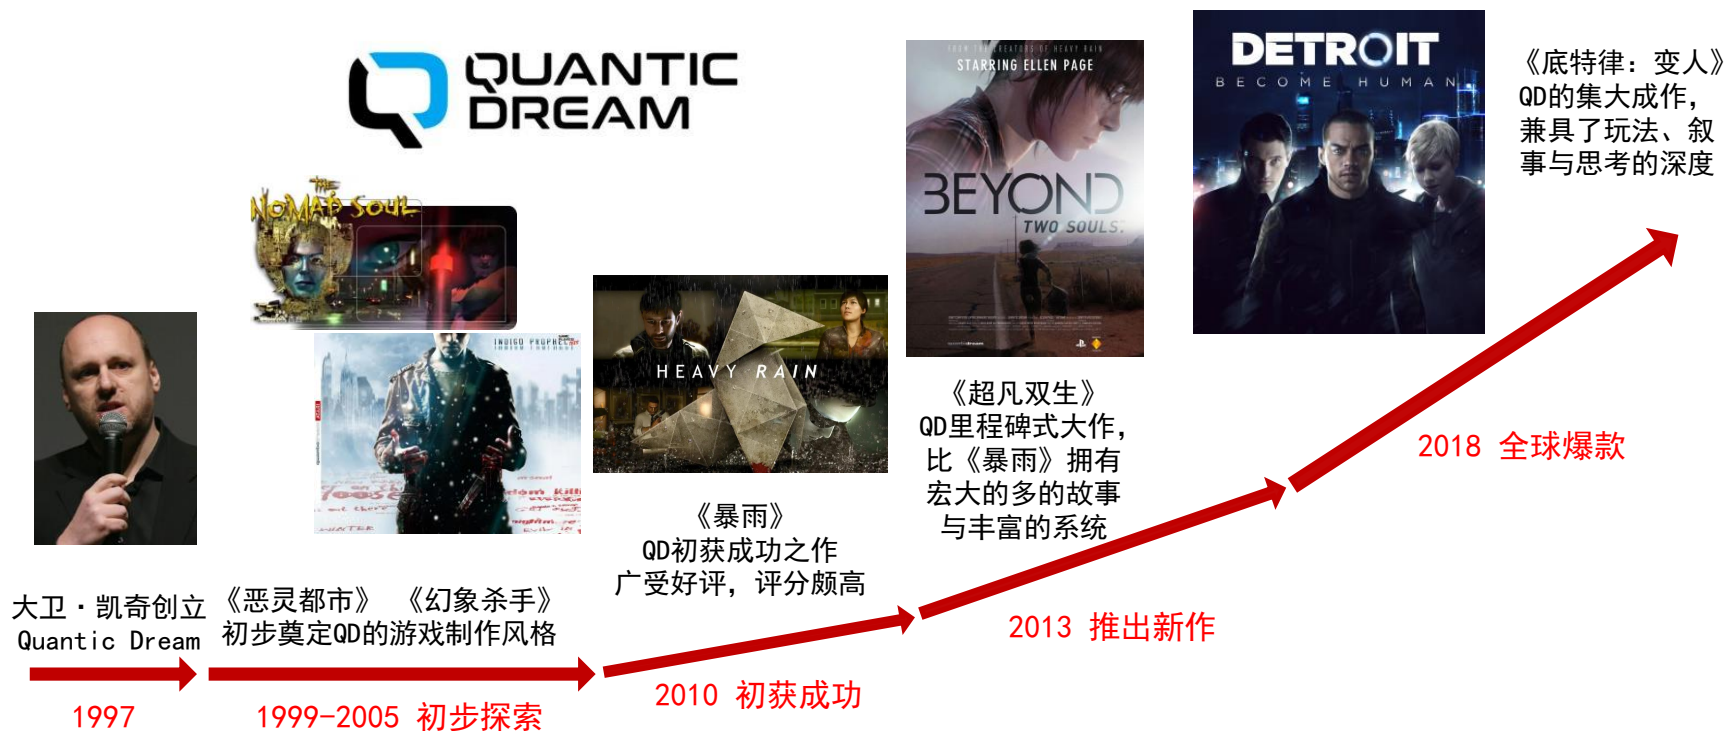 QUANTIC
DREAM
THE
NOMAD SOUL
INDIGO PROPHECY
HEAVY RAIN
FROM THE CREATORS OF HEAVY RAIN
STARRING ELLEN PAGE
BEYOND
TWO SOULS
DETROIT
BECOME HUMAN
大卫·凯奇创立
Quantic Dream
1997
《恶灵都市》 《幻象杀手》
初步奠定QD的游戏制作风格
1999-2005 初步探索
《暴雨》
QD初获成功之作
广受好评，评分颇高
2010 初获成功
《超凡双生》
QD里程碑式大作，
比《暴雨》拥有
宏大的多的故事
与丰富的系统
2013 推出新作
《底特律：变人》
QD的集大成作，
兼具了玩法、叙
事与思考的深度
2018 全球爆款